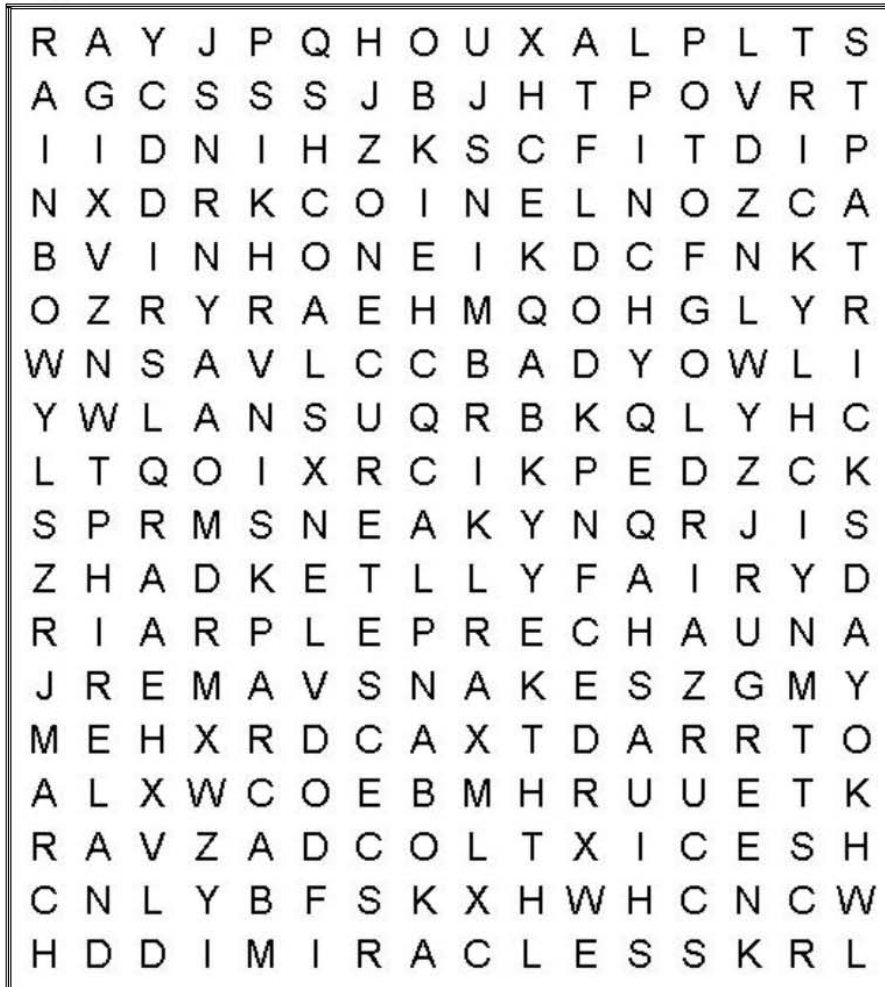 R A Y J P Q H O U X A L P L T S
A G C S S S J B J H T P O V R T
I I D N I H Z K S C F I T D I P
N X D R K C O I N E L N O Z C A
B V I N H O N E I K D C F N K T
O Z R Y R A E H M Q O H G L Y R
W N S A V L C C B A D Y O W L I
Y W L A N S U Q R B K Q L Y H C
L T Q O I X R C I K P E D Z C K
S P R M S N E A K Y N Q R J I S
Z H A D K E T L L Y F A I R Y D
R I A R P L E P R E C H A U N A
J R E M A V S N A K E S Z G M Y
M E H X R D C A X T D A R R T O
A L X W C O E B M H R U U E T K
R A V Z A D C O L T X I C E S H
C N L Y B F S K X H W H C N C W
H D D I M I R A C L E S S K R L